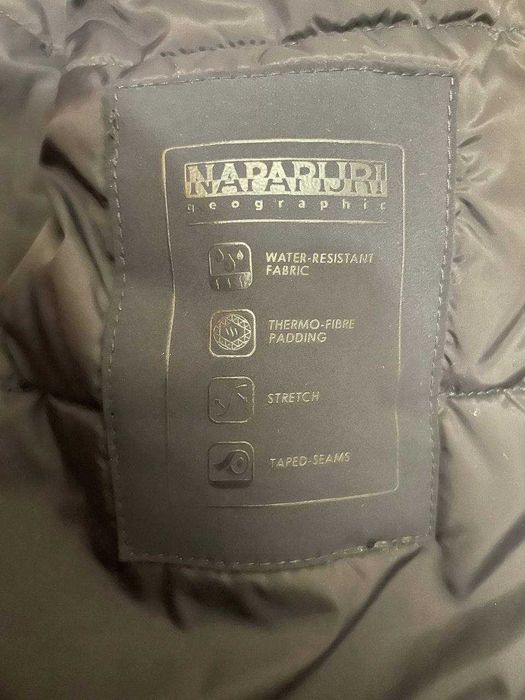 NAPAPIJRI
geographic
WATER-RESISTANT
FABRIC
THERMO-FIBRE
PADDING
STRETCH
TAPED-SEAMS